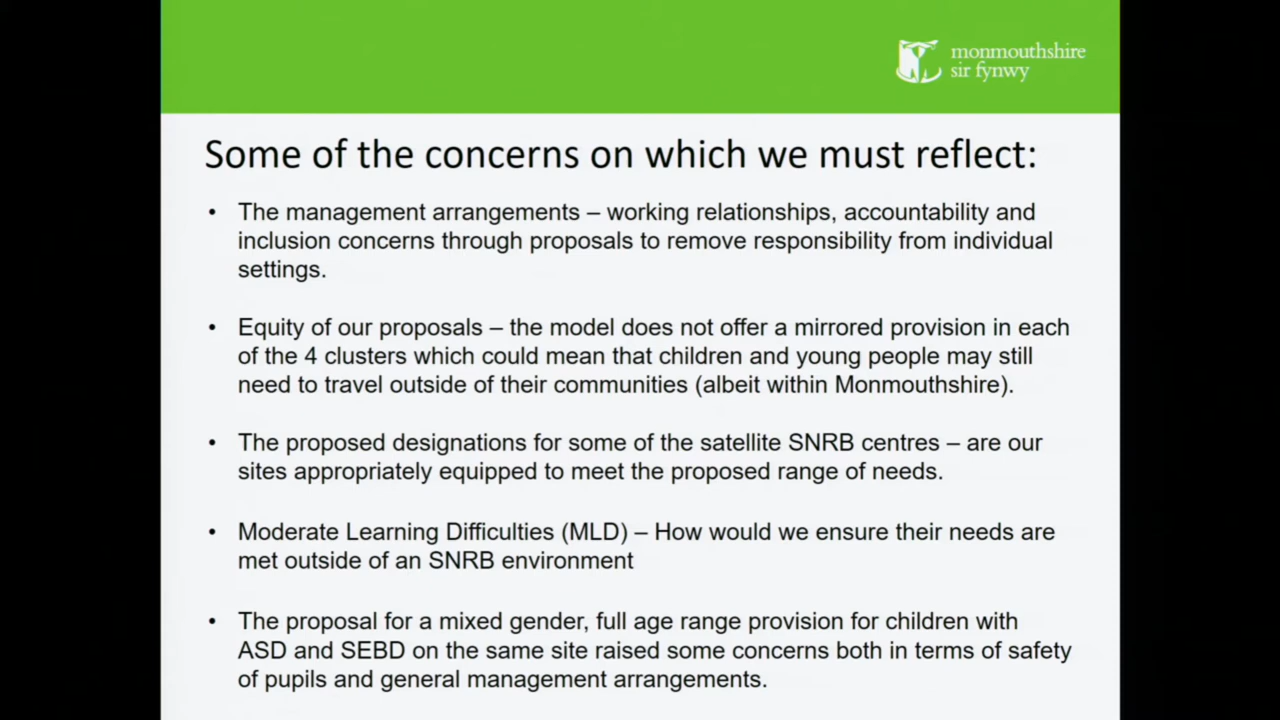 monmouthshire
sir fynwy
Some of the concerns on which we must reflect:
• The management arrangements – working relationships, accountability and
inclusion concerns through proposals to remove responsibility from individual
settings.
• Equity of our proposals – the model does not offer a mirrored provision in each
of the 4 clusters which could mean that children and young people may still
need to travel outside of their communities (albeit within Monmouthshire).
• The proposed designations for some of the satellite SNRB centres – are our
sites appropriately equipped to meet the proposed range of needs.
• Moderate Learning Difficulties (MLD) – How would we ensure their needs are
met outside of an SNRB environment
• The proposal for a mixed gender, full age range provision for children with
ASD and SEBD on the same site raised some concerns both in terms of safety
of pupils and general management arrangements.